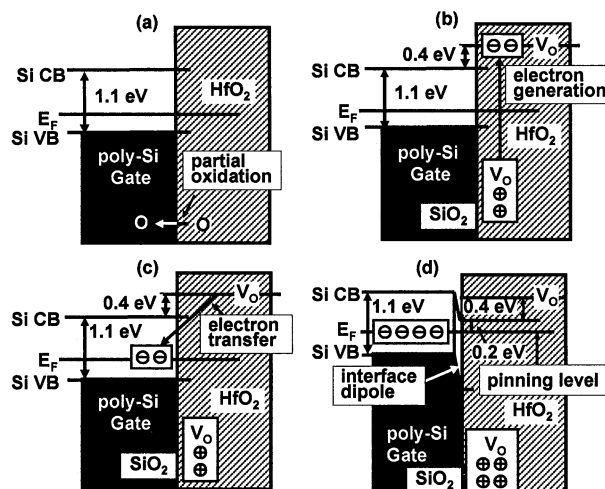 (a)
Si CB
1.1 eV
HfO2
EF
Si VB
poly-Si
Gate
partial
oxidation
O
O
(b)
0.4 eV
⊖⊖
VO
Si CB
electron
generation
1.1 eV
EF
Si VB
HfO2
poly-Si
Gate
VO
⊕
⊕
SiO2
(c)
0.4 eV
VO
Si CB
1.1 eV
electron
transfer
EF
⊖⊖
Si VB
HfO2
poly-Si
Gate
VO
⊕
⊕
SiO2
(d)
Si CB
1.1 eV
VO
0.4 eV
EF
⊖⊖⊖⊖
0.2 eV
Si VB
interface
dipole
pinning level
HfO2
poly-Si
Gate
VO
⊕⊕
⊕⊕
SiO2